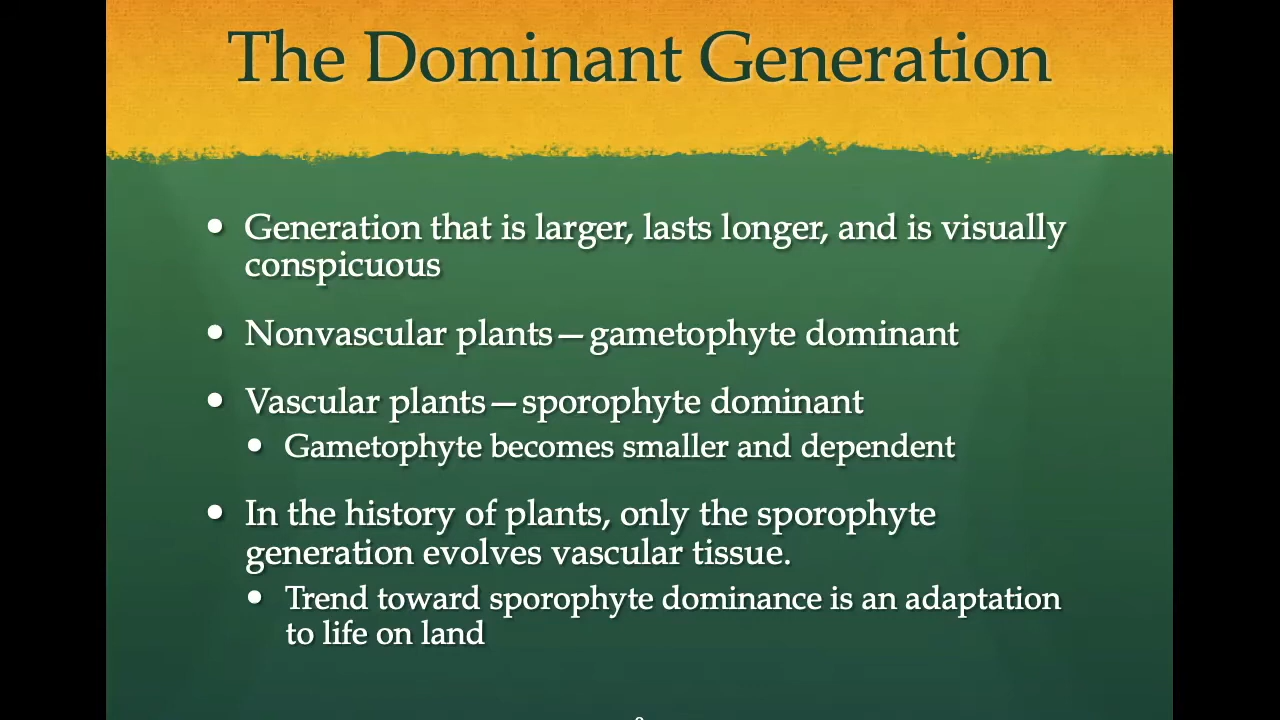 The Dominant Generation
• Generation that is larger, lasts longer, and is visually
conspicuous
• Nonvascular plants—gametophyte dominant
• Vascular plants—sporophyte dominant
• Gametophyte becomes smaller and dependent
• In the history of plants, only the sporophyte
generation evolves vascular tissue.
• Trend toward sporophyte dominance is an adaptation
to life on land